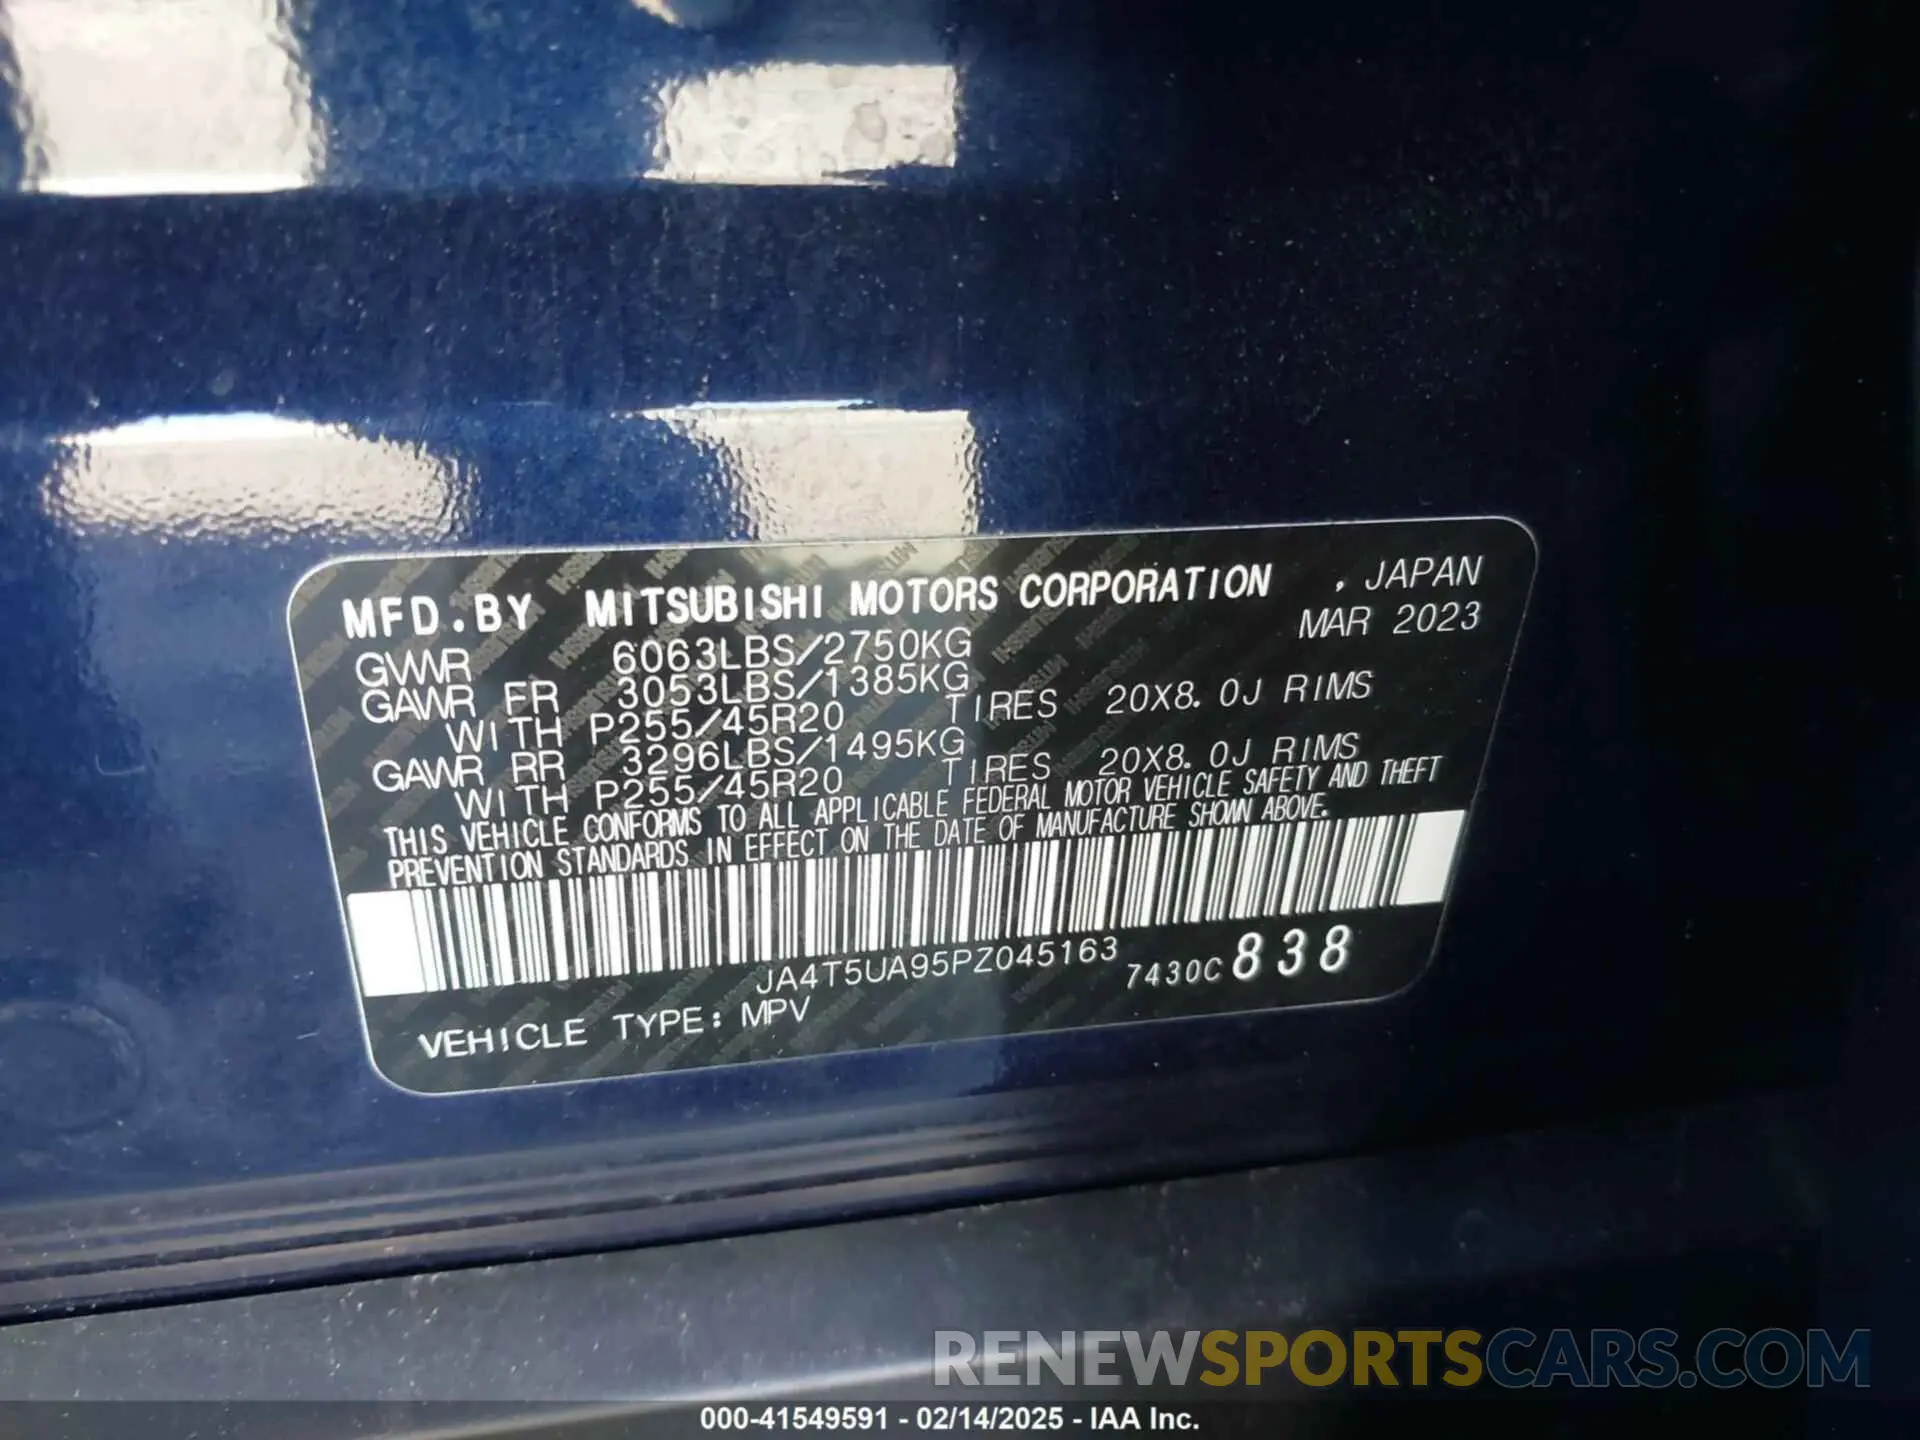 MFD.BY MITSUBISHI MOTORS CORPORATION , JAPAN
MAR 2023
GVWR 6063LBS/2750KG
GAWR FR 3053LBS/1385KG
WITH P255/45R20 TIRES 20X8.0J RIMS
GAWR RR 3296LBS/1495KG
WITH P255/45R20 TIRES 20X8.0J RIMS
THIS VEHICLE CONFORMS TO ALL APPLICABLE FEDERAL MOTOR VEHICLE SAFETY AND THEFT
PREVENTION STANDARDS IN EFFECT ON THE DATE OF MANUFACTURE SHOWN ABOVE.
JA4T5UA95PZ045163 7430C 838
VEHICLE TYPE: MPV
RENEWSPORTSCARS.COM
000-41549591 - 02/14/2025 - IAA Inc.